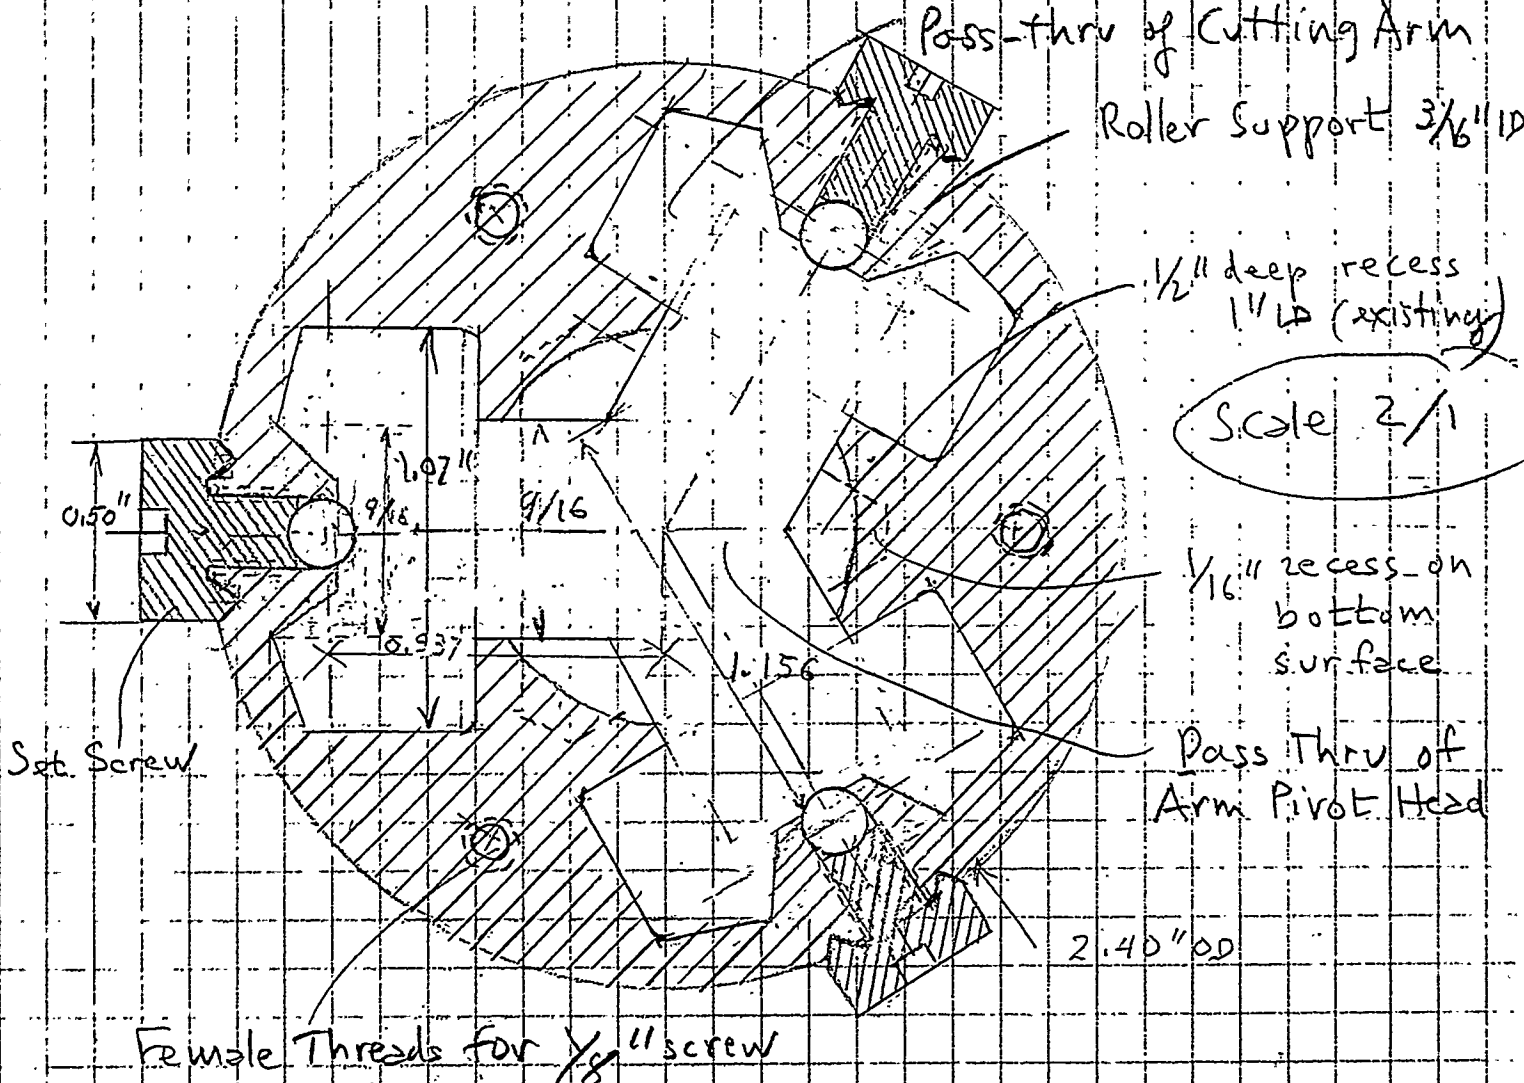 Pass-thru of Cutting Arm
Roller Support 3/16" ID
1/2" deep recess
1" ID (existing)
Scale 2/1
0.50"
1.07"
9/16
9/16
0.937
1.156
1/16" recess on
bottom
surface
Set Screw
Pass Thru of
Arm Pivot Head
2.40" OD
Female Threads for 1/8" screw